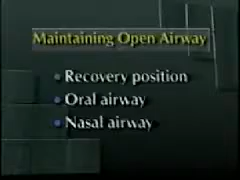 Maintaining Open Airway
• Recovery position
• Oral airway
• Nasal airway